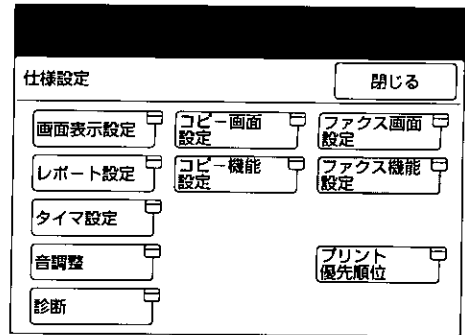 仕様設定
閉じる
画面表示設定
コピー画面
設定
ファクス画面
設定
レポート設定
コピー機能
設定
ファクス機能
設定
タイマ設定
音調整
プリント
優先順位
診断